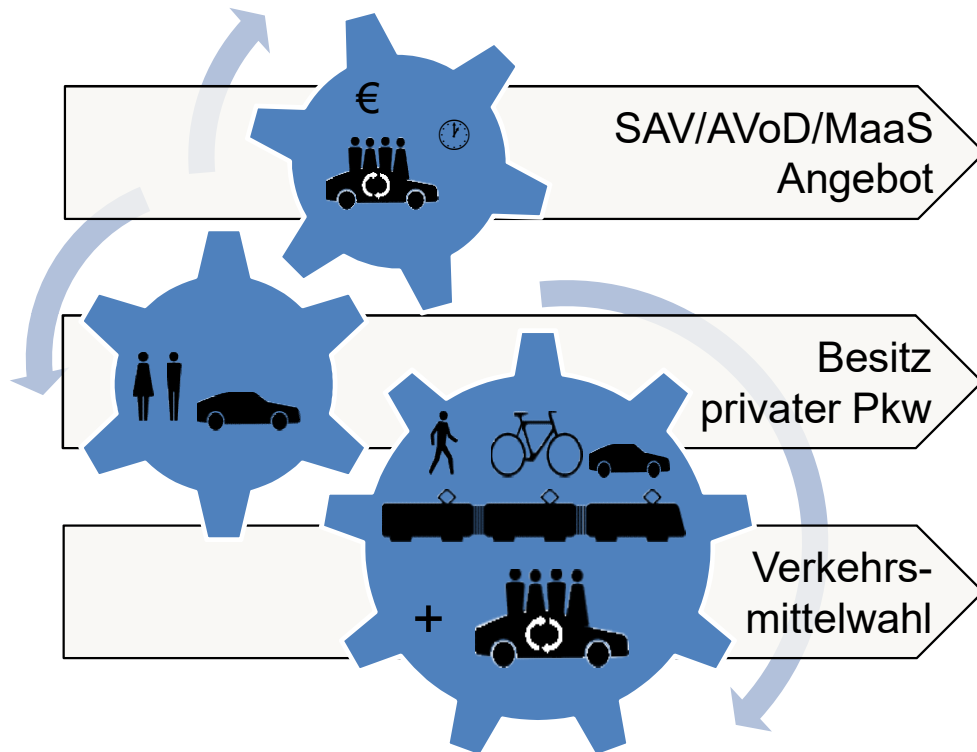 €
SAV/AVoD/MaaS
Angebot
Besitz
privater Pkw
Verkehrs-
mittelwahl
+